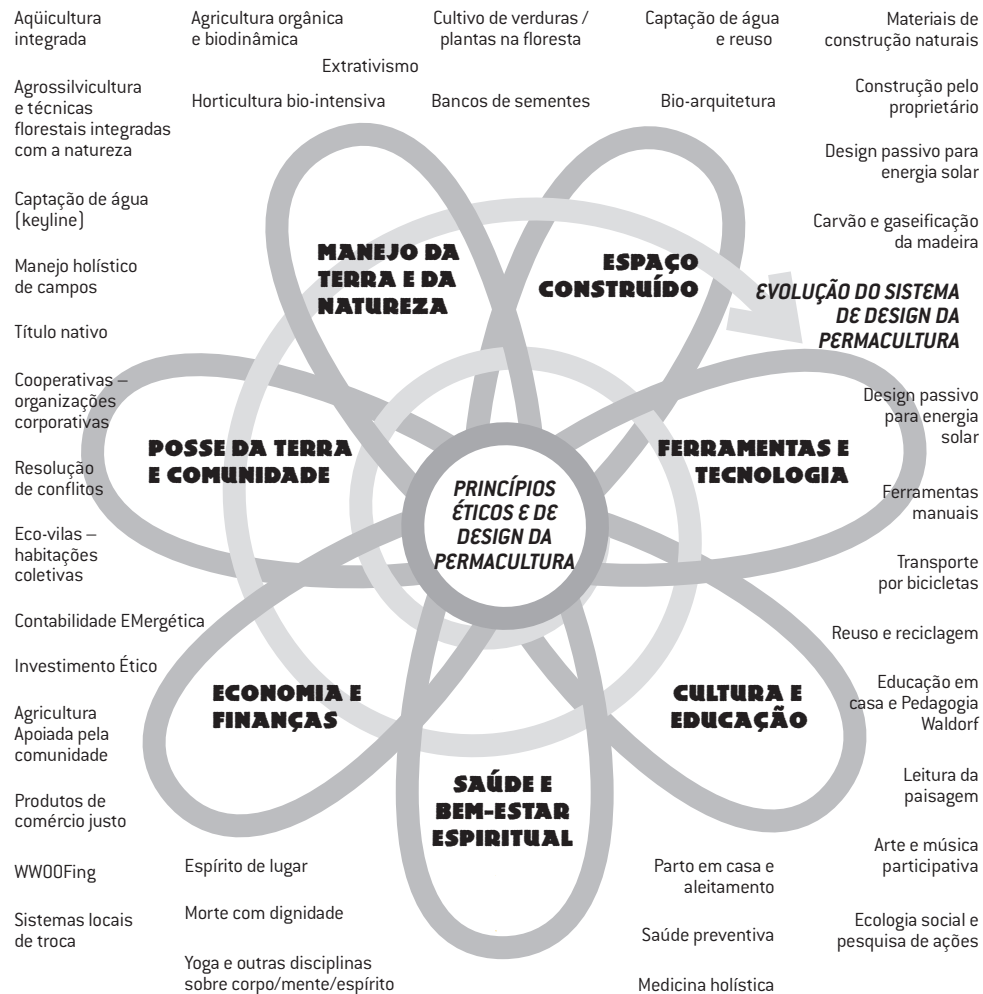 Aqüicultura
integrada
Agricultura orgânica
e biodinâmica
Cultivo de verduras /
plantas na floresta
Captação de água
e reuso
Materiais de
construção naturais
Extrativismo
Agrossilvicultura
e técnicas
florestais integradas
com a natureza
Horticultura bio-intensiva
Bancos de sementes
Bio-arquitetura
Construção pelo
proprietário
Design passivo para
energia solar
Captação de água
(keyline)
Carvão e gaseificação
da madeira
Manejo holístico
de campos
MANEJO DA
TERRA E DA
NATUREZA
ESPAÇO
CONSTRUÍDO
EVOLUÇÃO DO SISTEMA
DE DESIGN DA
PERMACULTURA
Título nativo
Cooperativas –
organizações
corporativas
Design passivo
para energia
solar
POSSE DA TERRA
E COMUNIDADE
FERRAMENTAS E
TECNOLOGIA
Resolução
de conflitos
PRINCÍPIOS
ÉTICOS E DE
DESIGN DA
PERMACULTURA
Ferramentas
manuais
Eco-vilas –
habitações
coletivas
Transporte
por bicicletas
Contabilidade EMergética
Reuso e reciclagem
Investimento Ético
ECONOMIA E
FINANÇAS
CULTURA E
EDUCAÇÃO
Educação em
casa e Pedagogia
Waldorf
Agricultura
Apoiada pela
comunidade
SAÚDE E
BEM-ESTAR
ESPIRITUAL
Leitura da
paisagem
Produtos de
comércio justo
Arte e música
participativa
WWOOFing
Espírito de lugar
Parto em casa e
aleitamento
Sistemas locais
de troca
Morte com dignidade
Saúde preventiva
Ecologia social e
pesquisa de ações
Yoga e outras disciplinas
sobre corpo/mente/espírito
Medicina holística